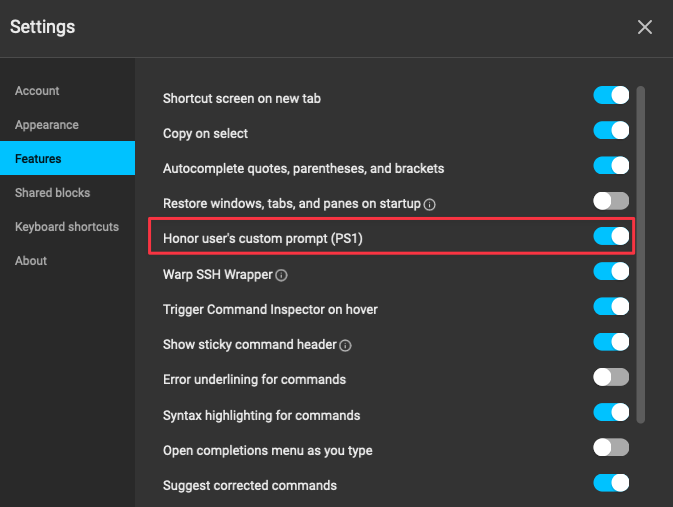 Settings
Account
Appearance
Features
Shared blocks
Keyboard shortcuts
About
Shortcut screen on new tab
Copy on select
Autocomplete quotes, parentheses, and brackets
Restore windows, tabs, and panes on startup
Honor user's custom prompt (PS1)
Warp SSH Wrapper
Trigger Command Inspector on hover
Show sticky command header
Error underlining for commands
Syntax highlighting for commands
Open completions menu as you type
Suggest corrected commands